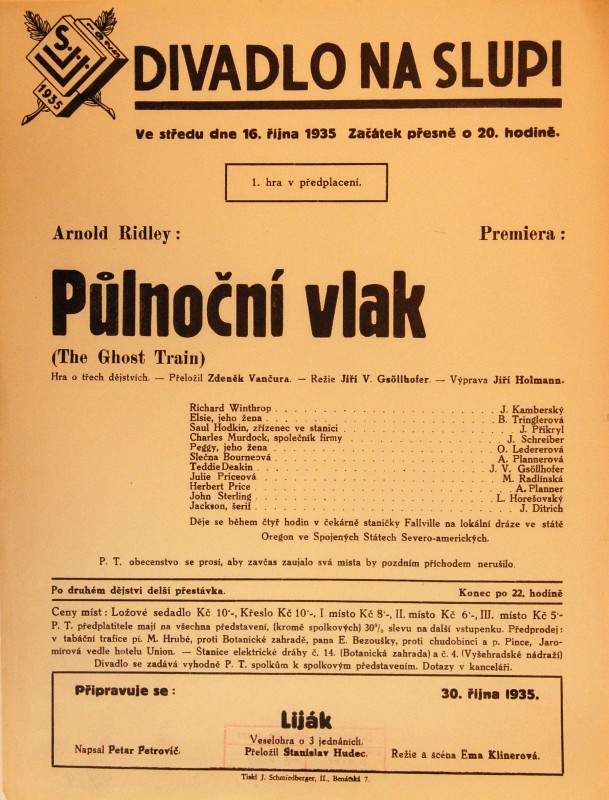 S.I.I.
1935
DIVADLO NA SLUPI
Ve středu dne 16. října 1935 Začátek přesně o 20. hodině.
1. hra v předplacení.
Arnold Ridley: Premiera:
Půlnoční vlak
(The Ghost Train)
Hra o třech dějstvích. — Přeložil Zdeněk Vančura. — Režie Jiří V. Gsöllhofer. — Výprava Jiří Holmann.
Richard Winthrop . . . J. Kamberský
Elsie, jeho žena . . . B. Tringlerová
Saul Hodkin, zřízenec ve stanici . . . J. Přikryl
Charles Murdock, společník firmy . . . J. Schreiber
Peggy, jeho žena . . . O. Ledererová
Slečna Bourneová . . . A. Plannerová
Teddie Deakin . . . J. V. Gsöllhofer
Julie Priceová . . . M. Radlínská
Herbert Price . . . A. Planner
John Sterling . . . L. Horešovský
Jackson, šerif . . . J. Ditrich
Děje se během čtyř hodin v čekárně staničky Fallville na lokální dráze ve státě
Oregon ve Spojených Státech Severo-amerických.
P. T. obecenstvo se prosí, aby zavčas zaujalo svá místa by pozdním příchodem nerušilo.
Po druhém dějství delší přestávka. Konec po 22. hodině
Ceny míst: Ložové sedadlo Kč 10·-, Křeslo Kč 10·-, I. místo Kč 8·-, II. místo Kč 6·-, III. místo Kč 5·-
P. T. předplatitelé mají na všechna představení, (kromě spolkových) 30%, slevu na další vstupenku. Předprodej:
v tabáční trafice pí. M. Hrubé, proti Botanické zahradě, pana E. Bezoušky, proti chudobinci a p. Pince, Jaro-
mírová vedle hotelu Union. — Stanice elektrické dráhy č. 14. (Botanická zahrada) a č. 4. (Vyšehradské nádraží)
Divadlo se zadává vyhodně P. T. spolkům k spolkovým představením. Dotazy v kanceláři.
Připravuje se: 30. října 1935.
Liják
Veselohra o 3 jednáních.
Napsal Petar Petrovič. Přeložil Stanislav Hudec. Režie a scéna Ema Klinerová.
Tiskl J. Schmiedberger, II., Benátská 7.